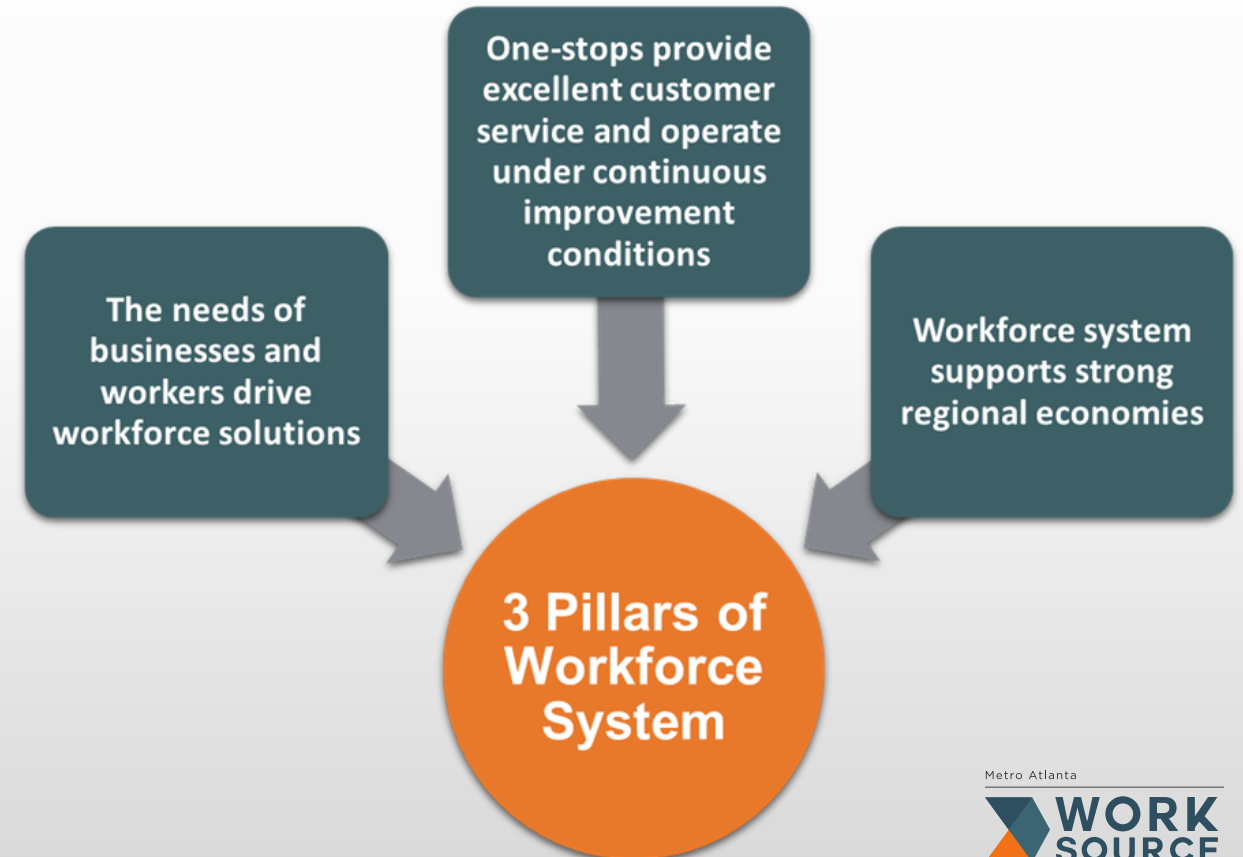 One-stops provide
excellent customer
service and operate
under continuous
improvement
conditions
The needs of
businesses and
workers drive
workforce solutions
Workforce system
supports strong
regional economies
3 Pillars of
Workforce
System
Metro Atlanta
WORK
SOURCE